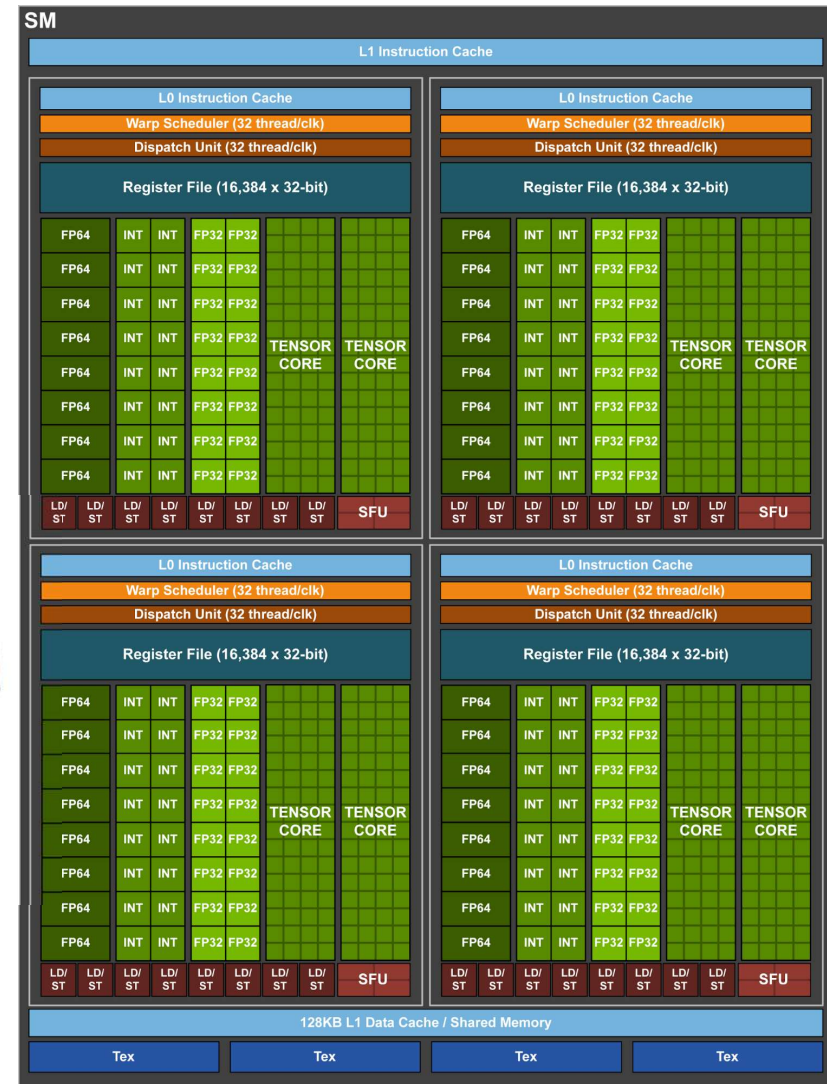 SM
L1 Instruction Cache
L0 Instruction Cache
Warp Scheduler (32 thread/clk)
Dispatch Unit (32 thread/clk)
Register File (16,384 x 32-bit)
FP64 INT INT FP32 FP32
FP64 INT INT FP32 FP32
FP64 INT INT FP32 FP32
FP64 INT INT FP32 FP32
FP64 INT INT FP32 FP32
FP64 INT INT FP32 FP32
FP64 INT INT FP32 FP32
FP64 INT INT FP32 FP32
TENSOR TENSOR
CORE CORE
LD/ LD/ LD/ LD/ LD/ LD/ LD/ LD/
ST ST ST ST ST ST ST ST
SFU
L0 Instruction Cache
Warp Scheduler (32 thread/clk)
Dispatch Unit (32 thread/clk)
Register File (16,384 x 32-bit)
FP64 INT INT FP32 FP32
FP64 INT INT FP32 FP32
FP64 INT INT FP32 FP32
FP64 INT INT FP32 FP32
FP64 INT INT FP32 FP32
FP64 INT INT FP32 FP32
FP64 INT INT FP32 FP32
FP64 INT INT FP32 FP32
TENSOR TENSOR
CORE CORE
LD/ LD/ LD/ LD/ LD/ LD/ LD/ LD/
ST ST ST ST ST ST ST ST
SFU
L0 Instruction Cache
Warp Scheduler (32 thread/clk)
Dispatch Unit (32 thread/clk)
Register File (16,384 x 32-bit)
FP64 INT INT FP32 FP32
FP64 INT INT FP32 FP32
FP64 INT INT FP32 FP32
FP64 INT INT FP32 FP32
FP64 INT INT FP32 FP32
FP64 INT INT FP32 FP32
FP64 INT INT FP32 FP32
FP64 INT INT FP32 FP32
TENSOR TENSOR
CORE CORE
LD/ LD/ LD/ LD/ LD/ LD/ LD/ LD/
ST ST ST ST ST ST ST ST
SFU
L0 Instruction Cache
Warp Scheduler (32 thread/clk)
Dispatch Unit (32 thread/clk)
Register File (16,384 x 32-bit)
FP64 INT INT FP32 FP32
FP64 INT INT FP32 FP32
FP64 INT INT FP32 FP32
FP64 INT INT FP32 FP32
FP64 INT INT FP32 FP32
FP64 INT INT FP32 FP32
FP64 INT INT FP32 FP32
FP64 INT INT FP32 FP32
TENSOR TENSOR
CORE CORE
LD/ LD/ LD/ LD/ LD/ LD/ LD/ LD/
ST ST ST ST ST ST ST ST
SFU
128KB L1 Data Cache / Shared Memory
Tex Tex Tex Tex